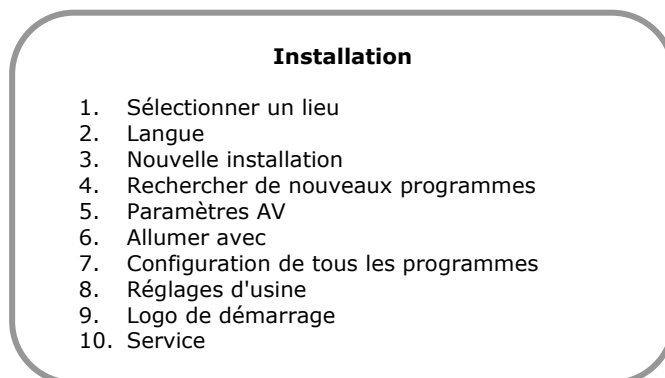 Installation
1. Sélectionner un lieu
2. Langue
3. Nouvelle installation
4. Rechercher de nouveaux programmes
5. Paramètres AV
6. Allumer avec
7. Configuration de tous les programmes
8. Réglages d'usine
9. Logo de démarrage
10. Service